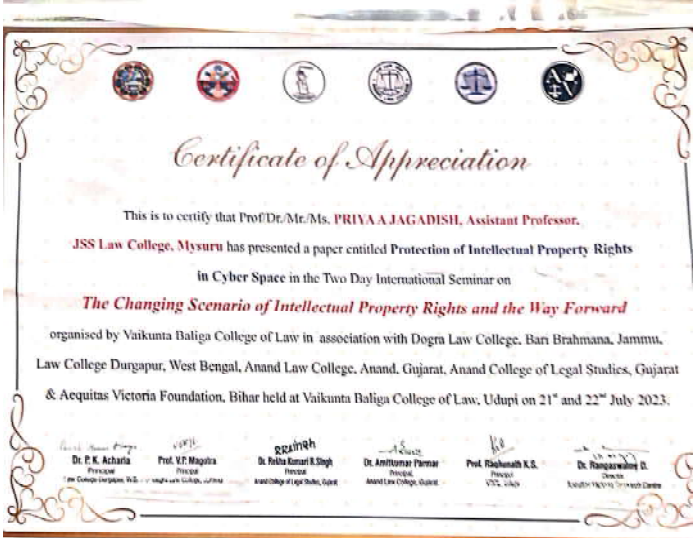 Certificate of Appreciation
This is to certify that Prof/Dr./Mr./Ms. PRIYA A JAGADISH, Assistant Professor,
JSS Law College, Mysuru has presented a paper entitled Protection of Intellectual Property Rights
in Cyber Space in the Two Day International Seminar on
The Changing Scenario of Intellectual Property Rights and the Way Forward
organised by Vaikunta Baliga College of Law in association with Dogra Law College, Bari Brahmana, Jammu,
Law College Durgapur, West Bengal, Anand Law College, Anand, Gujarat, Anand College of Legal Studies, Gujarat
& Aequitas Victoria Foundation, Bihar held at Vaikunta Baliga College of Law, Udupi on 21st and 22nd July 2023.
Dr. P. K. Acharia Prof. V.P. Magotra Dr. Rekha Kumari R.Singh Dr. Amitkumar Parmar Prof. Raghunath K.S. Dr. Rangaswamy D.
Principal Principal Principal Principal Principal Director
Law College Durgapur, W.B. Anand College of Legal Studies, Gujarat Anand Law College, Gujarat